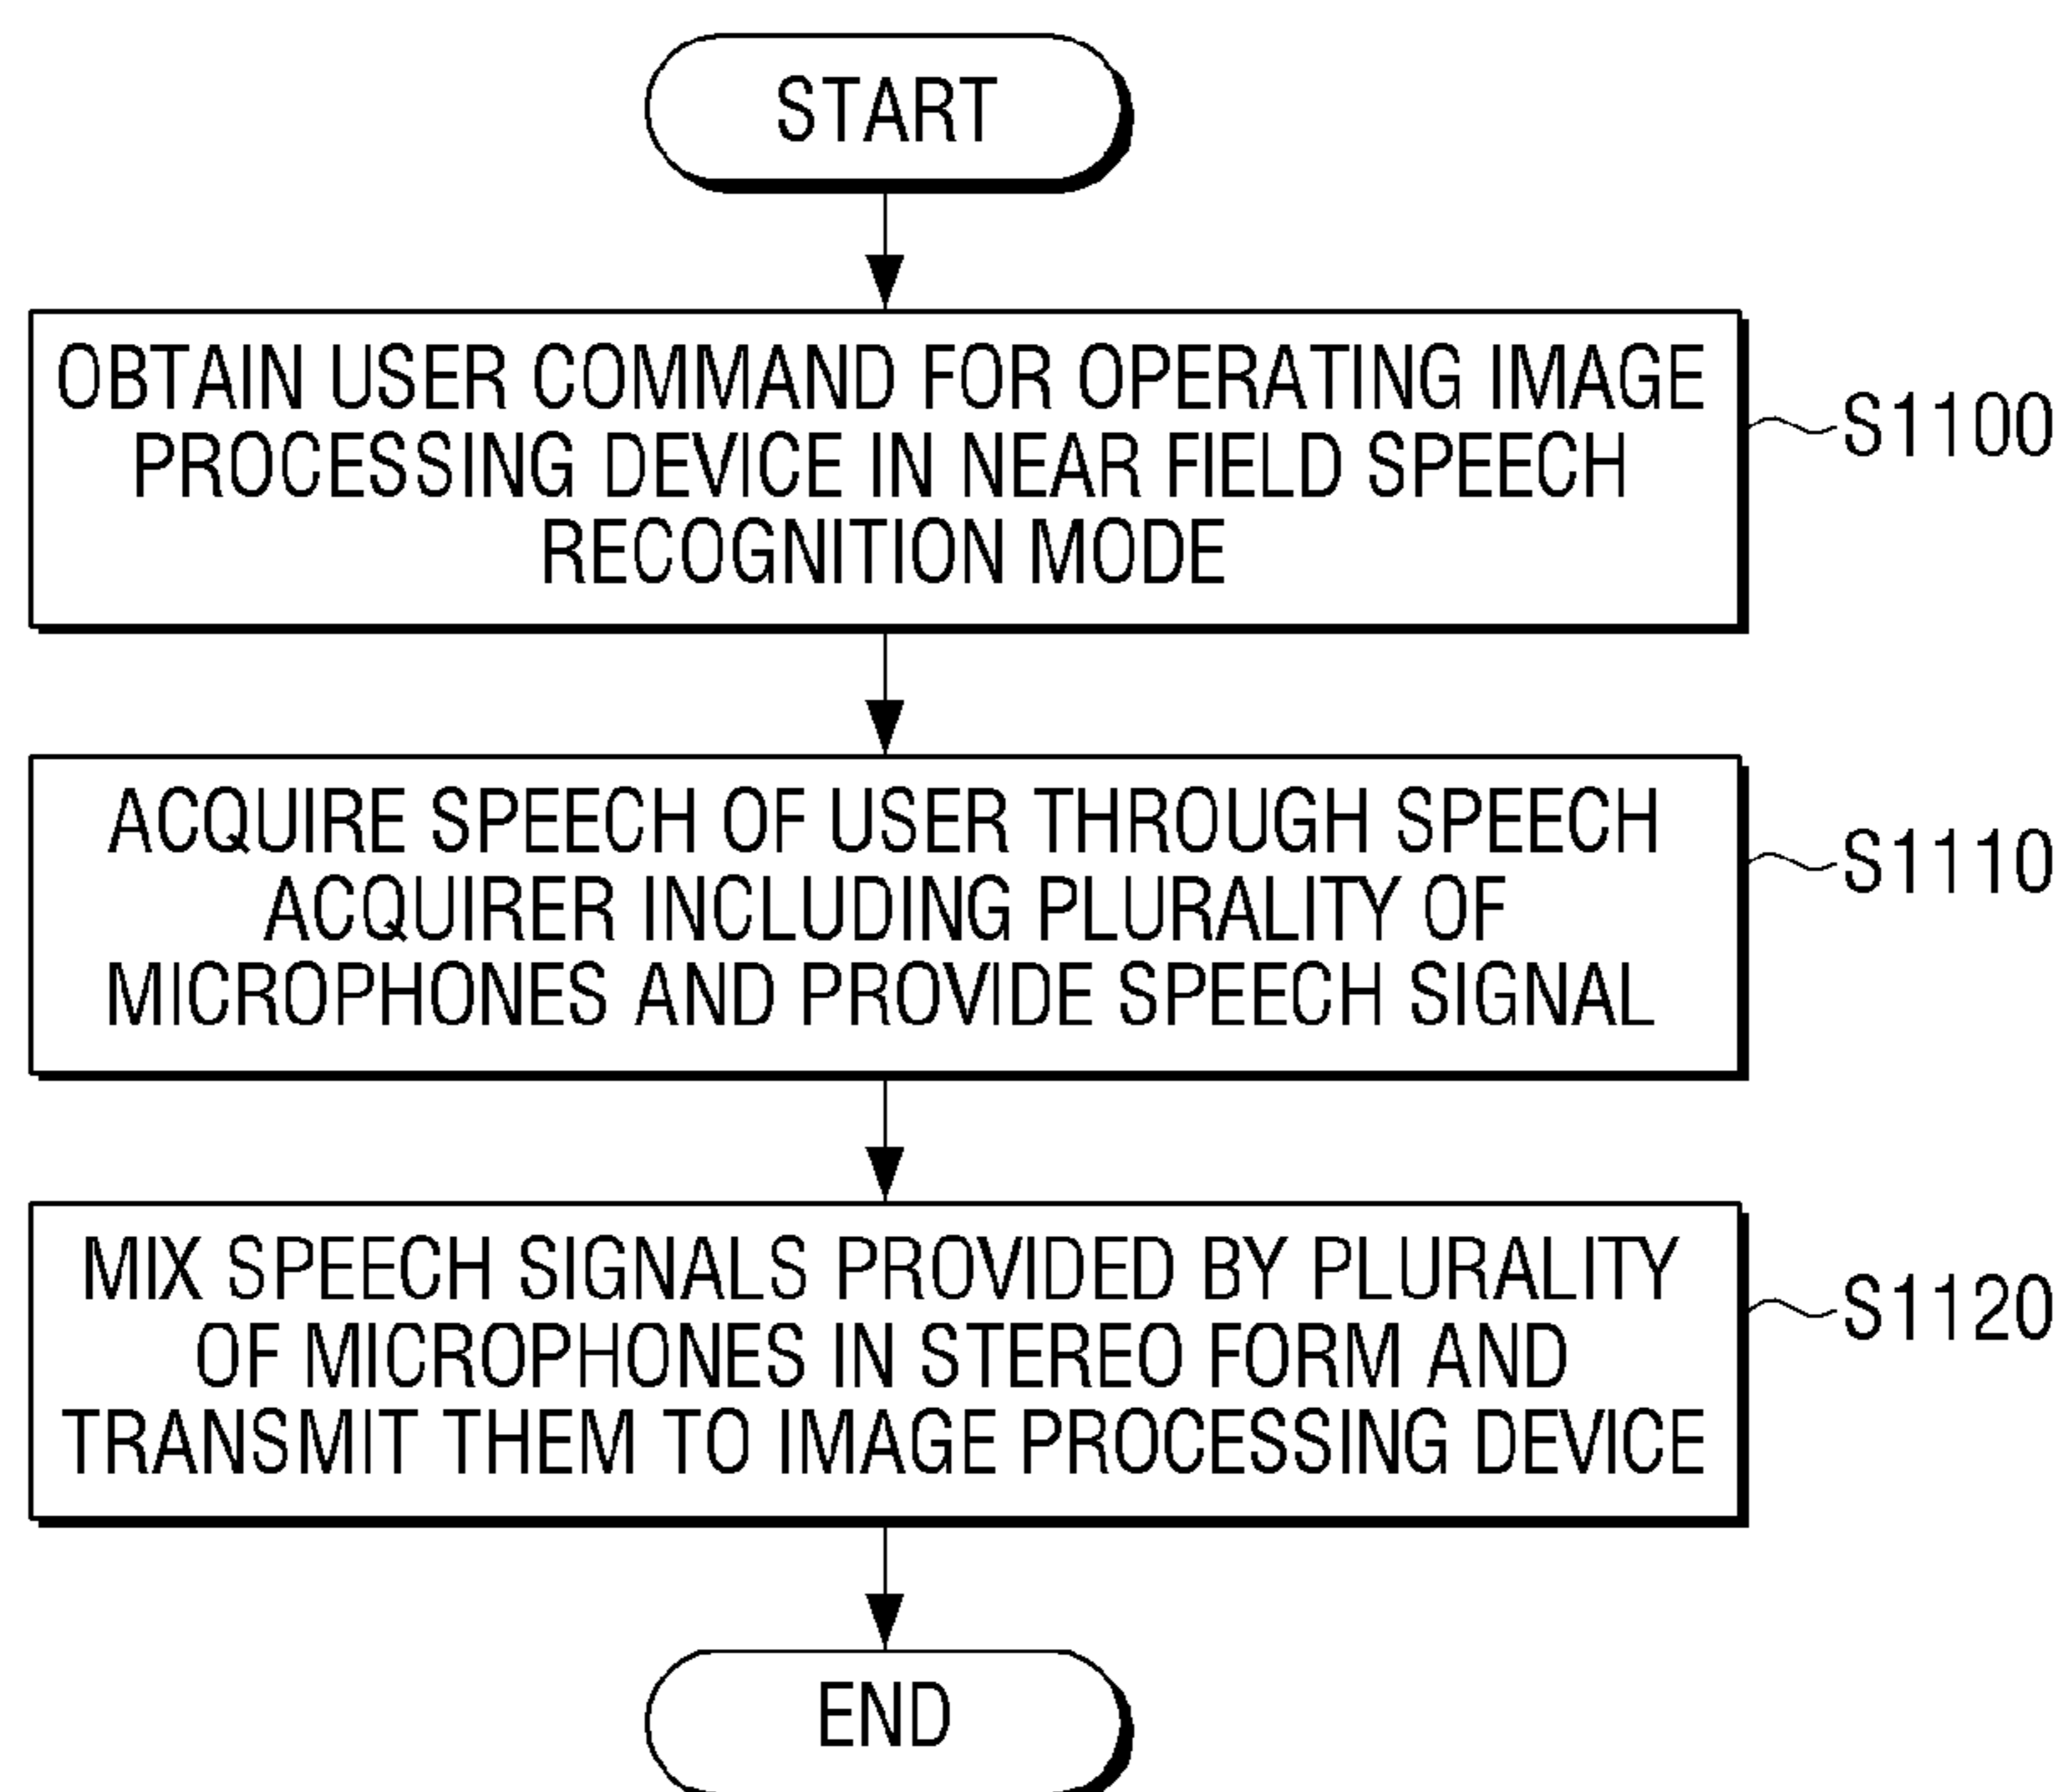 START
OBTAIN USER COMMAND FOR OPERATING IMAGE
PROCESSING DEVICE IN NEAR FIELD SPEECH
RECOGNITION MODE
S1100
ACQUIRE SPEECH OF USER THROUGH SPEECH
ACQUIRER INCLUDING PLURALITY OF
MICROPHONES AND PROVIDE SPEECH SIGNAL
S1110
MIX SPEECH SIGNALS PROVIDED BY PLURALITY
OF MICROPHONES IN STEREO FORM AND
TRANSMIT THEM TO IMAGE PROCESSING DEVICE
S1120
END